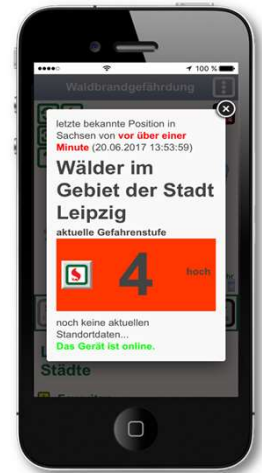 100 %
Waldbrandgefährdung
letzte bekannte Position in
Sachsen von vor über einer
Minute (20.06.2017 13:53:59)
Wälder im
Gebiet der Stadt
Leipzig
aktuelle Gefahrenstufe
4
hoch
noch keine aktuellen
Standortdaten...
Das Gerät ist online.
Städte